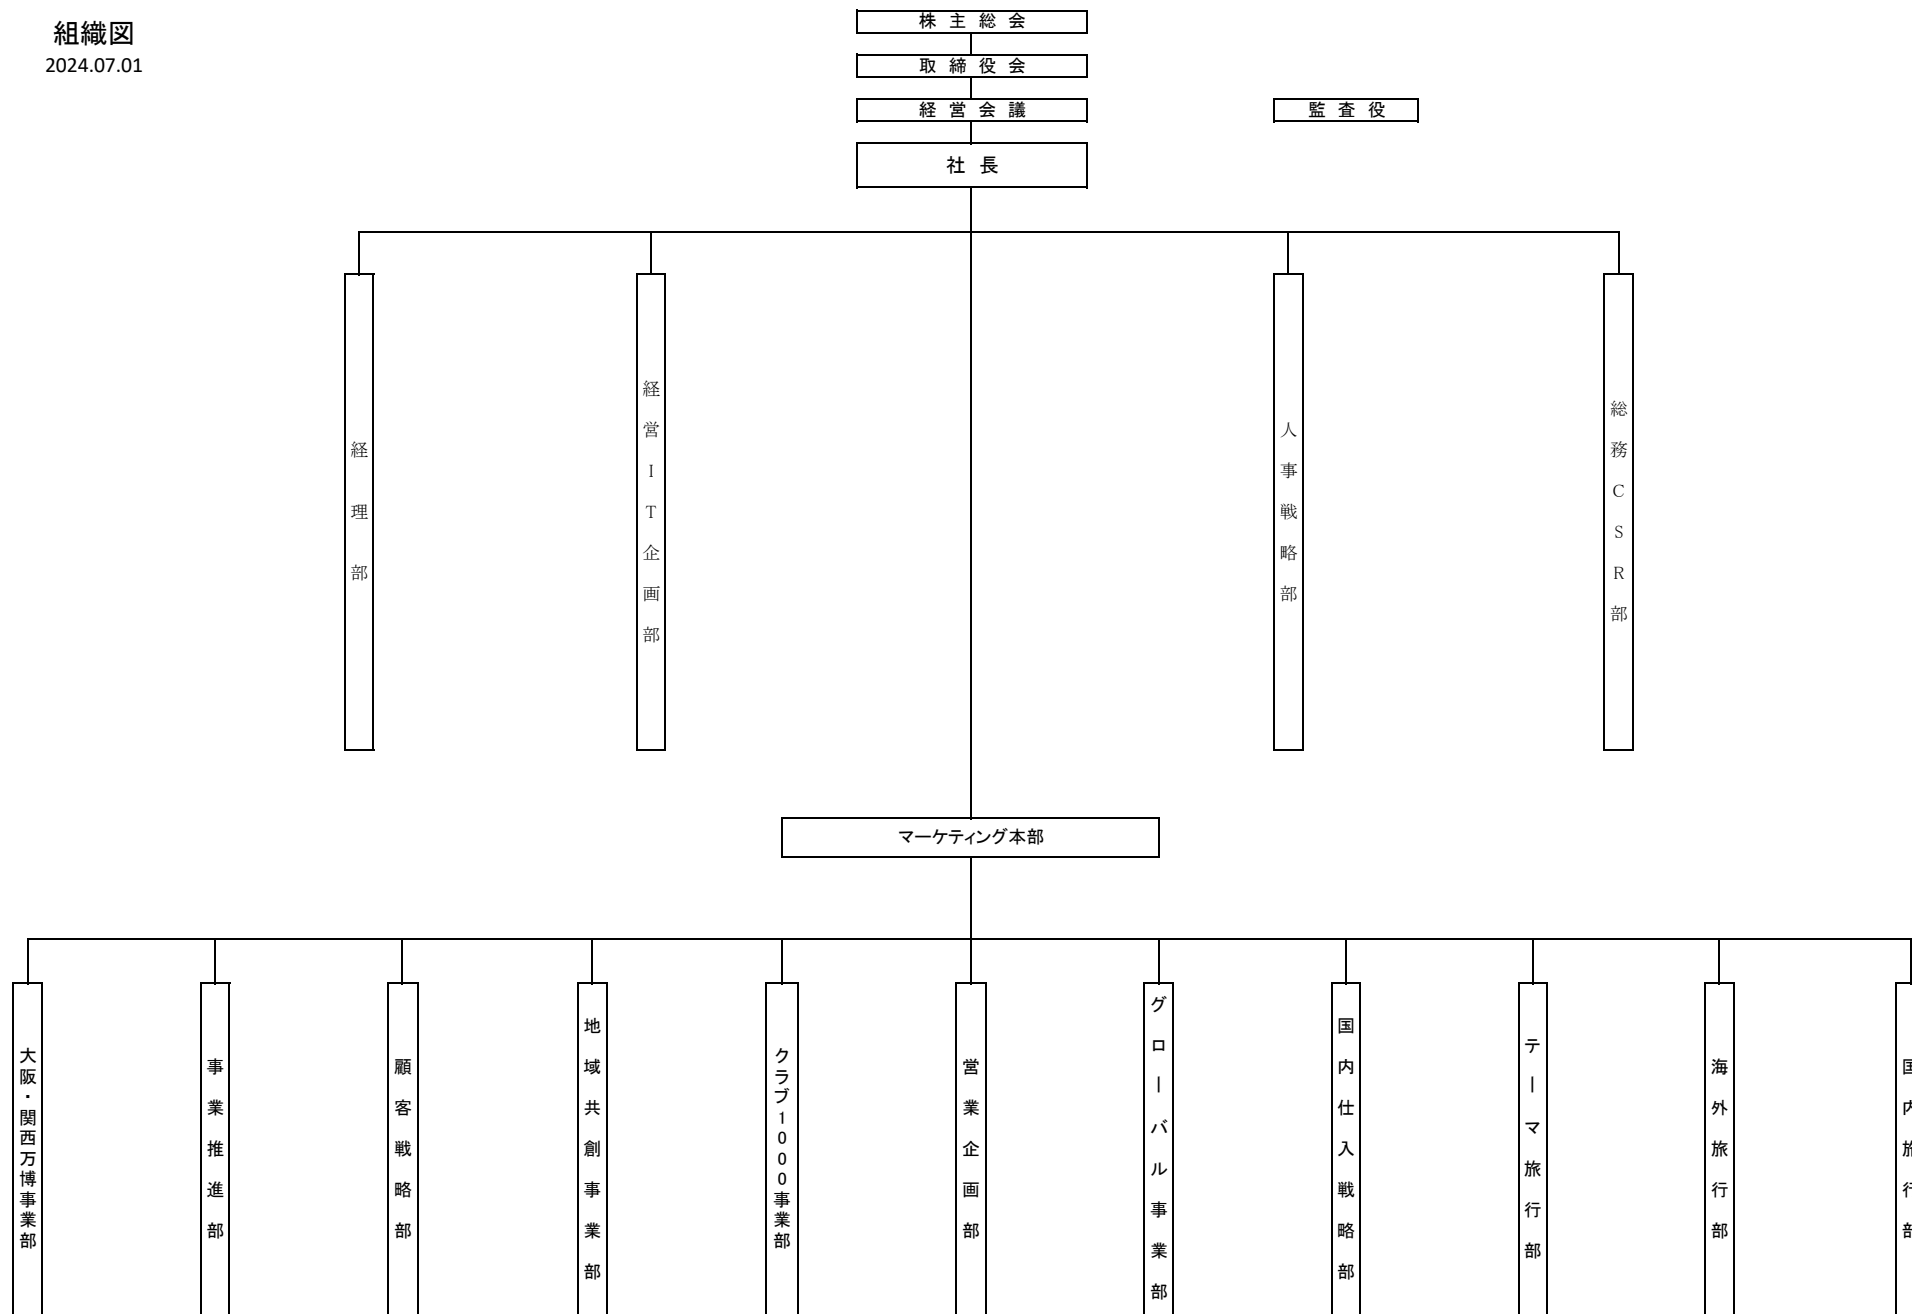 組織図
2024.07.01
株主総会
取締役会
経営会議
監査役
社長
経理部
経営IT企画部
人事戦略部
総務CSR部
マーケティング本部
大阪・関西万博事業部
事業推進部
顧客戦略部
地域共創事業部
クラブ1000事業部
営業企画部
グローバル事業部
国内仕入戦略部
テーマ旅行部
海外旅行部
国内旅行部